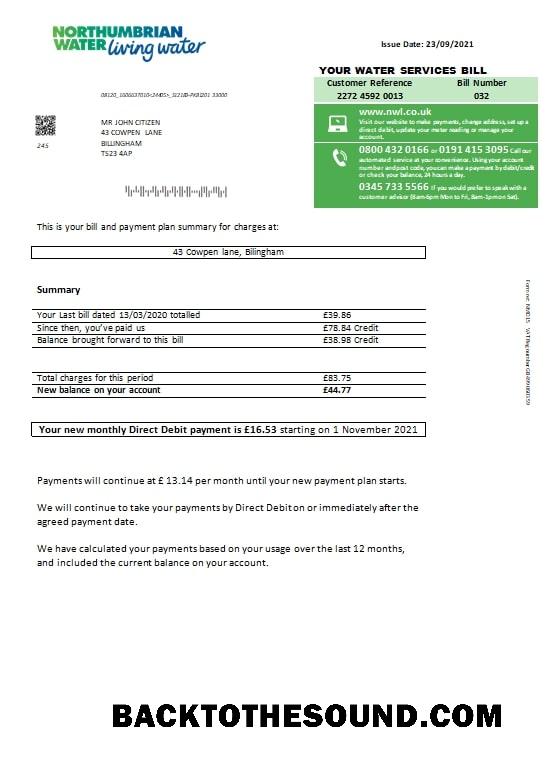 NORTHUMBRIAN
WATER living water
Issue Date: 23/09/2021
YOUR WATER SERVICES BILL
Customer Reference Bill Number
2272 4592 0013 032
www.nwl.co.uk
Visit our website to make payments, change address, set up a
direct debit, update your meter reading or manage your
account.
0800 432 0166 or 0191 415 3095 Call our
automated service at your convenience. Using your account
number and post code, you can make a payment by debit/credit
or check your balance, 24 hours a day.
0345 733 5566 If you would prefer to speak with a
customer advisor (8am-6pm Mon to Fri, 8am-1pm on Sat).
245
MR JOHN CITIZEN
43 COWPEN LANE
BILLINGHAM
TS23 4AP
This is your bill and payment plan summary for charges at:
43 Cowpen lane, Bilingham
Summary
Your Last bill dated 13/03/2020 totalled £39.86
Since then, you've paid us £78.84 Credit
Balance brought forward to this bill £38.98 Credit
Total charges for this period £83.75
New balance on your account £44.77
Your new monthly Direct Debit payment is £16.53 starting on 1 November 2021
Payments will continue at £ 13.14 per month until your new payment plan starts.
We will continue to take your payments by Direct Debit on or immediately after the
agreed payment date.
We have calculated your payments based on your usage over the last 12 months,
and included the current balance on your account.
BACKTOTHESOUND.COM